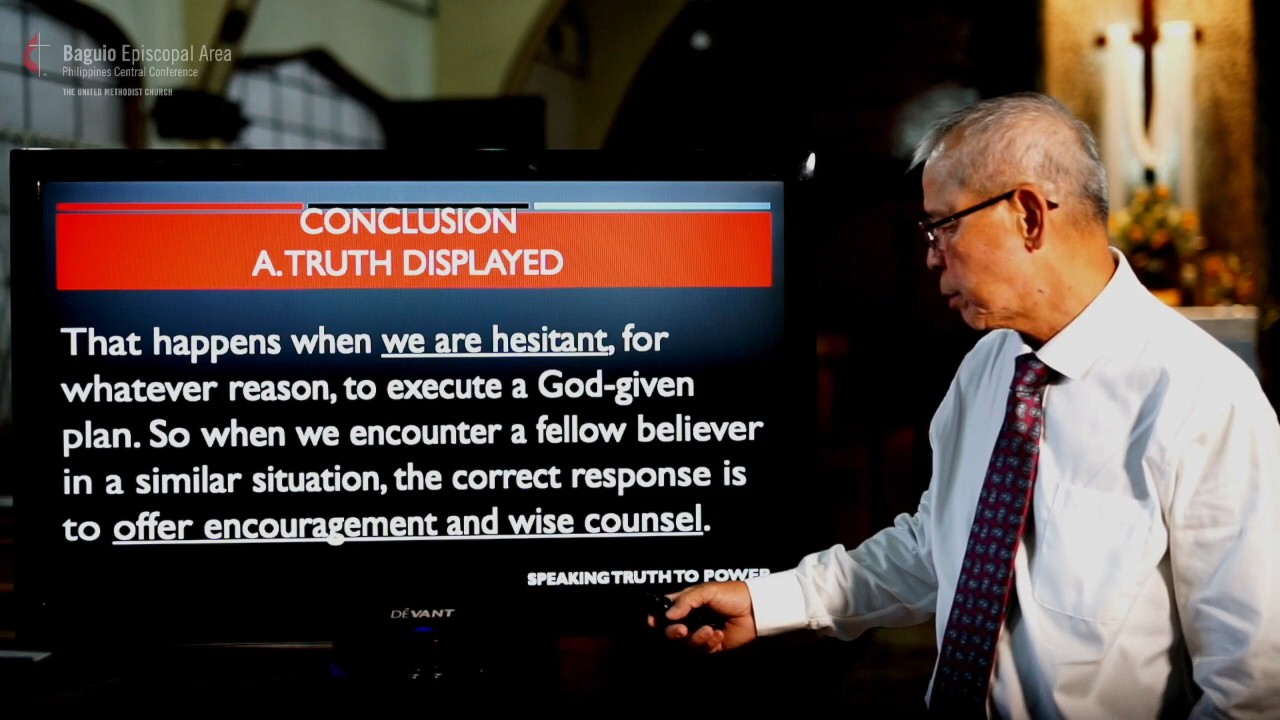 Baguio Episcopal Area
Philippines Central Conference
THE UNITED METHODIST CHURCH
CONCLUSION
A. TRUTH DISPLAYED
That happens when we are hesitant, for
whatever reason, to execute a God-given
plan. So when we encounter a fellow believer
in a similar situation, the correct response is
to offer encouragement and wise counsel.
SPEAKING TRUTH TO POWER
DEVANT